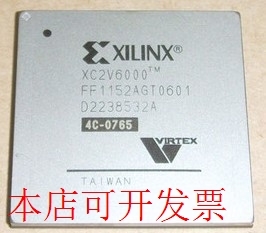 XILINX®
XC2V6000™
FF1152AGT0601
D2238532A
4C-0765
VIRTEX
TAIWAN
本店可开发票